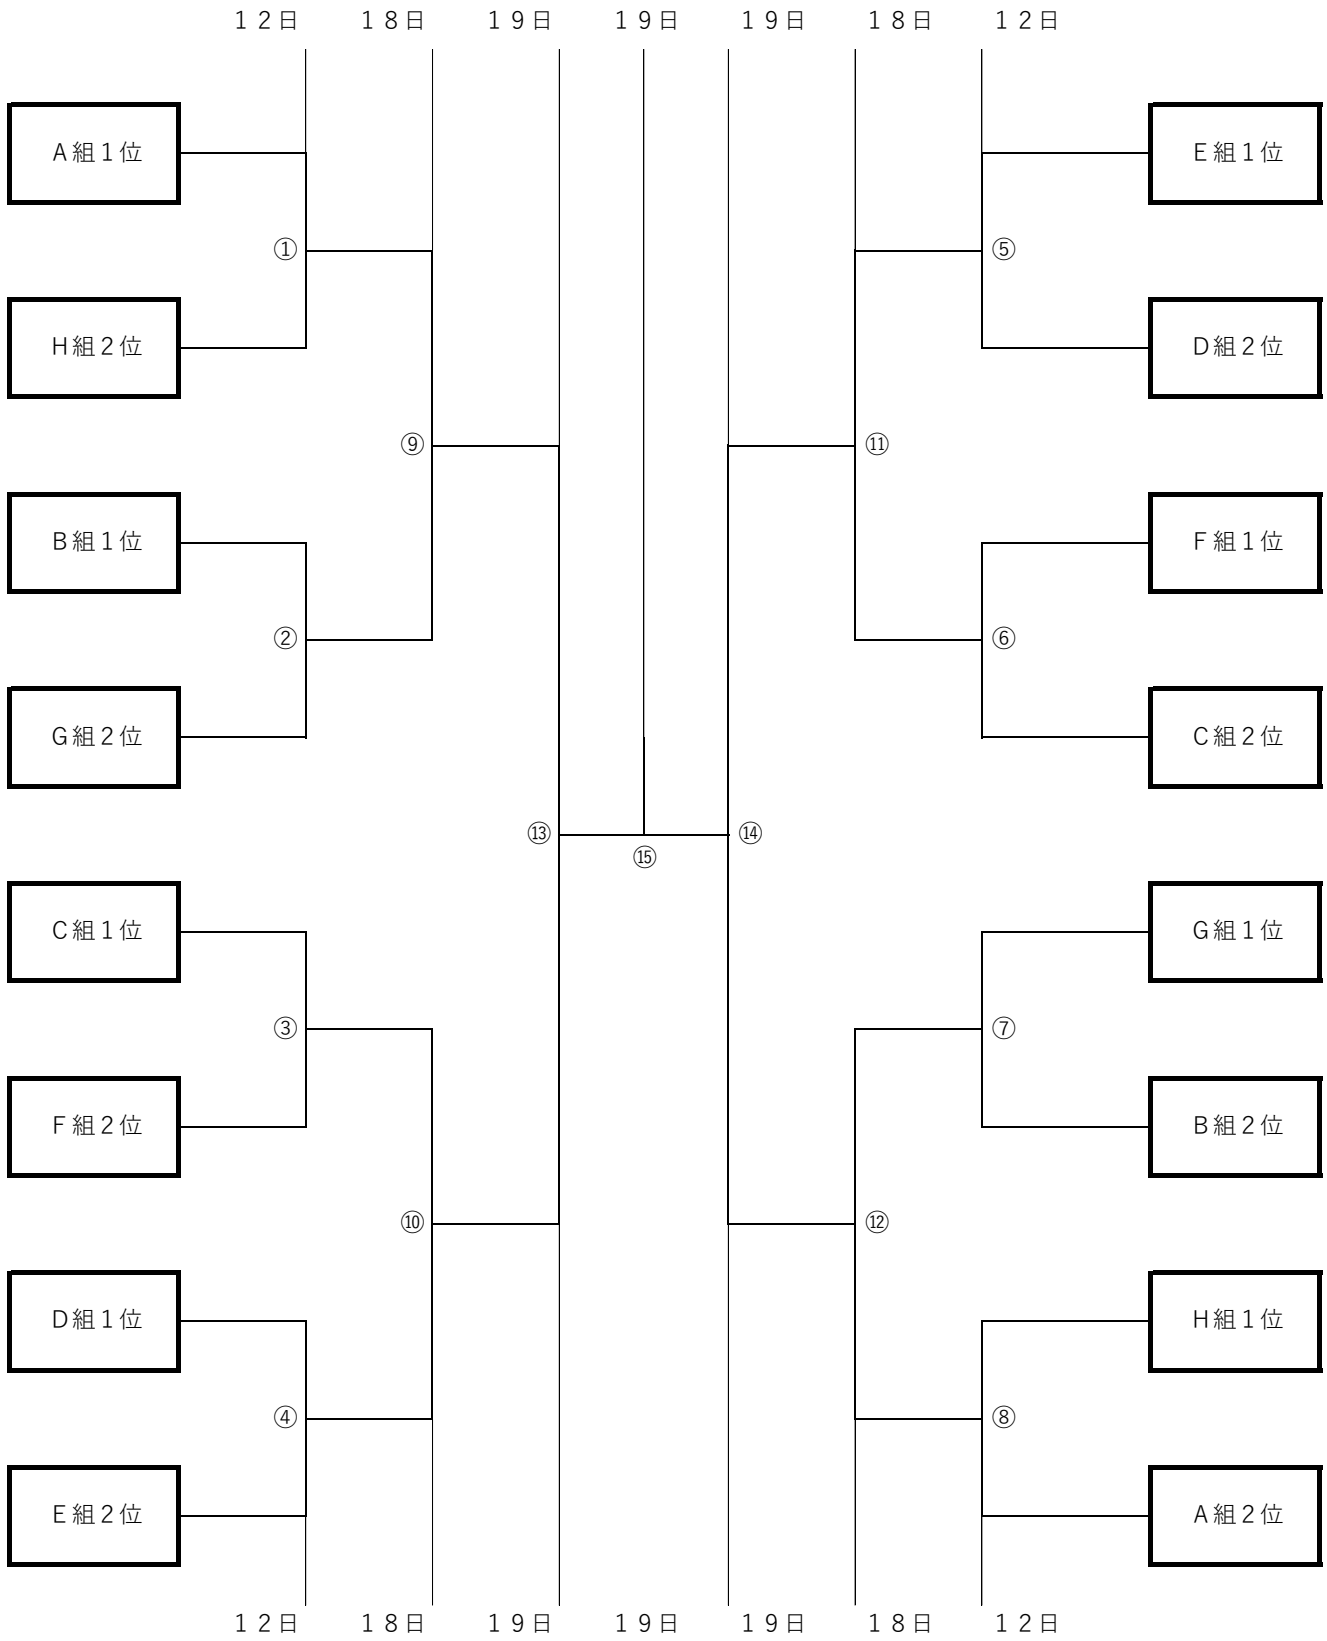 １２日 １８日 １９日 １９日 １９日 １８日 １２日
Ａ組１位 Ｅ組１位
① ⑤
Ｈ組２位 Ｄ組２位
⑨ ⑪
Ｂ組１位 Ｆ組１位
② ⑥
Ｇ組２位 Ｃ組２位
⑬ ⑭
⑮
Ｃ組１位 Ｇ組１位
③ ⑦
Ｆ組２位 Ｂ組２位
⑩ ⑫
Ｄ組１位 Ｈ組１位
④ ⑧
Ｅ組２位 Ａ組２位
１２日 １８日 １９日 １９日 １９日 １８日 １２日